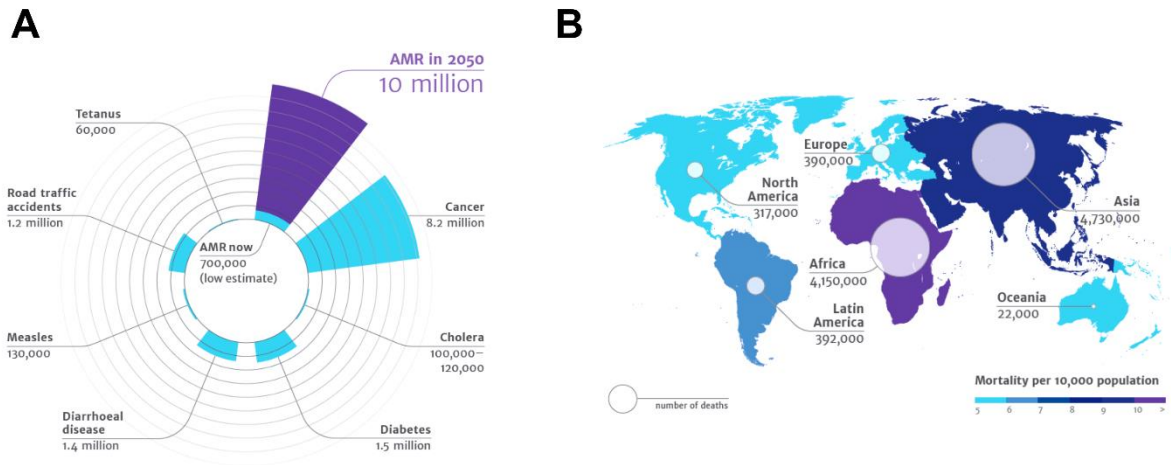 A
AMR in 2050
10 million
Tetanus
60,000
Road traffic
accidents
1.2 million
Cancer
8.2 million
AMR now
700,000
(low estimate)
Measles
130,000
Cholera
100,000–
120,000
Diarrhoeal
disease
1.4 million
Diabetes
1.5 million
B
Europe
390,000
North
America
317,000
Asia
4,730,000
Africa
4,150,000
Latin
America
392,000
Oceania
22,000
number of deaths
Mortality per 10,000 population
5 6 7 8 9 10 >